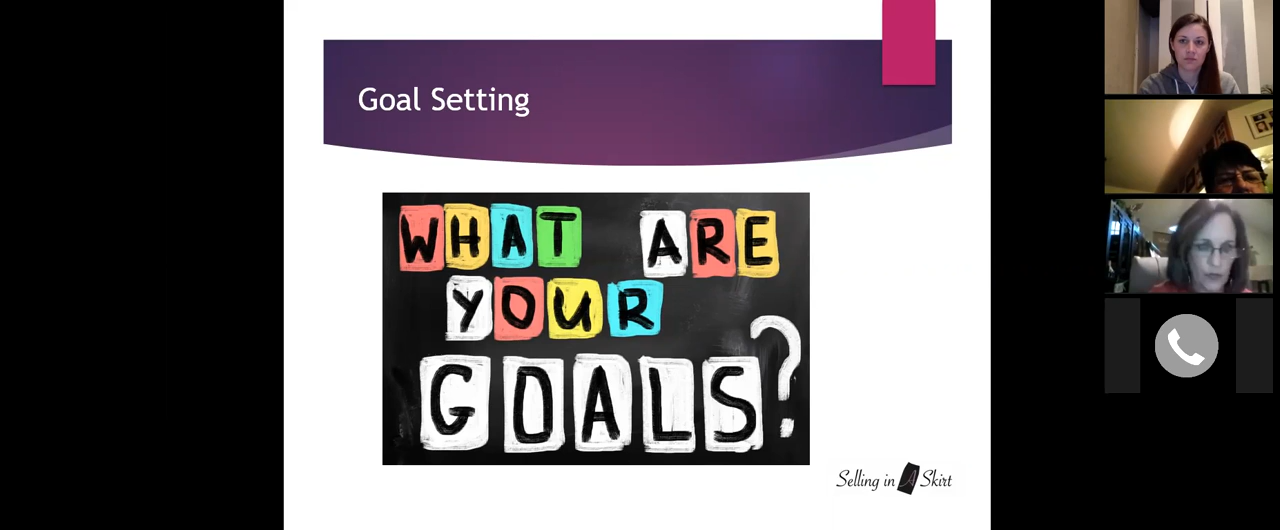 Goal Setting
WHAT ARE
YOUR
GOALS?
Selling in A Skirt